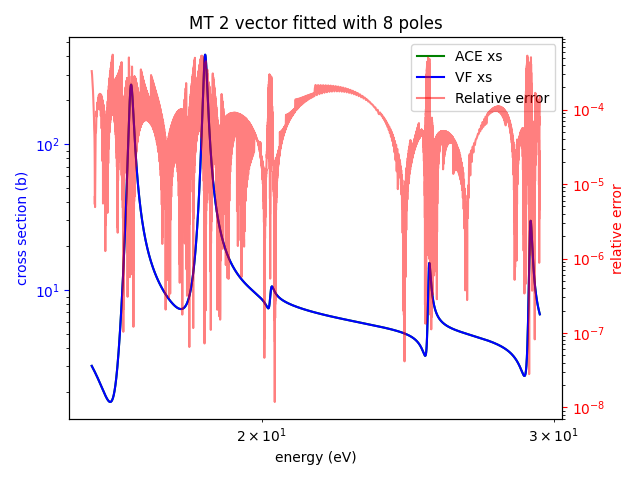 MT 2 vector fitted with 8 poles
ACE xs
VF xs
Relative error
cross section (b)
10²
10¹
10⁻⁴
10⁻⁵
10⁻⁶
10⁻⁷
10⁻⁸
relative error
2 × 10¹
3 × 10¹
energy (eV)